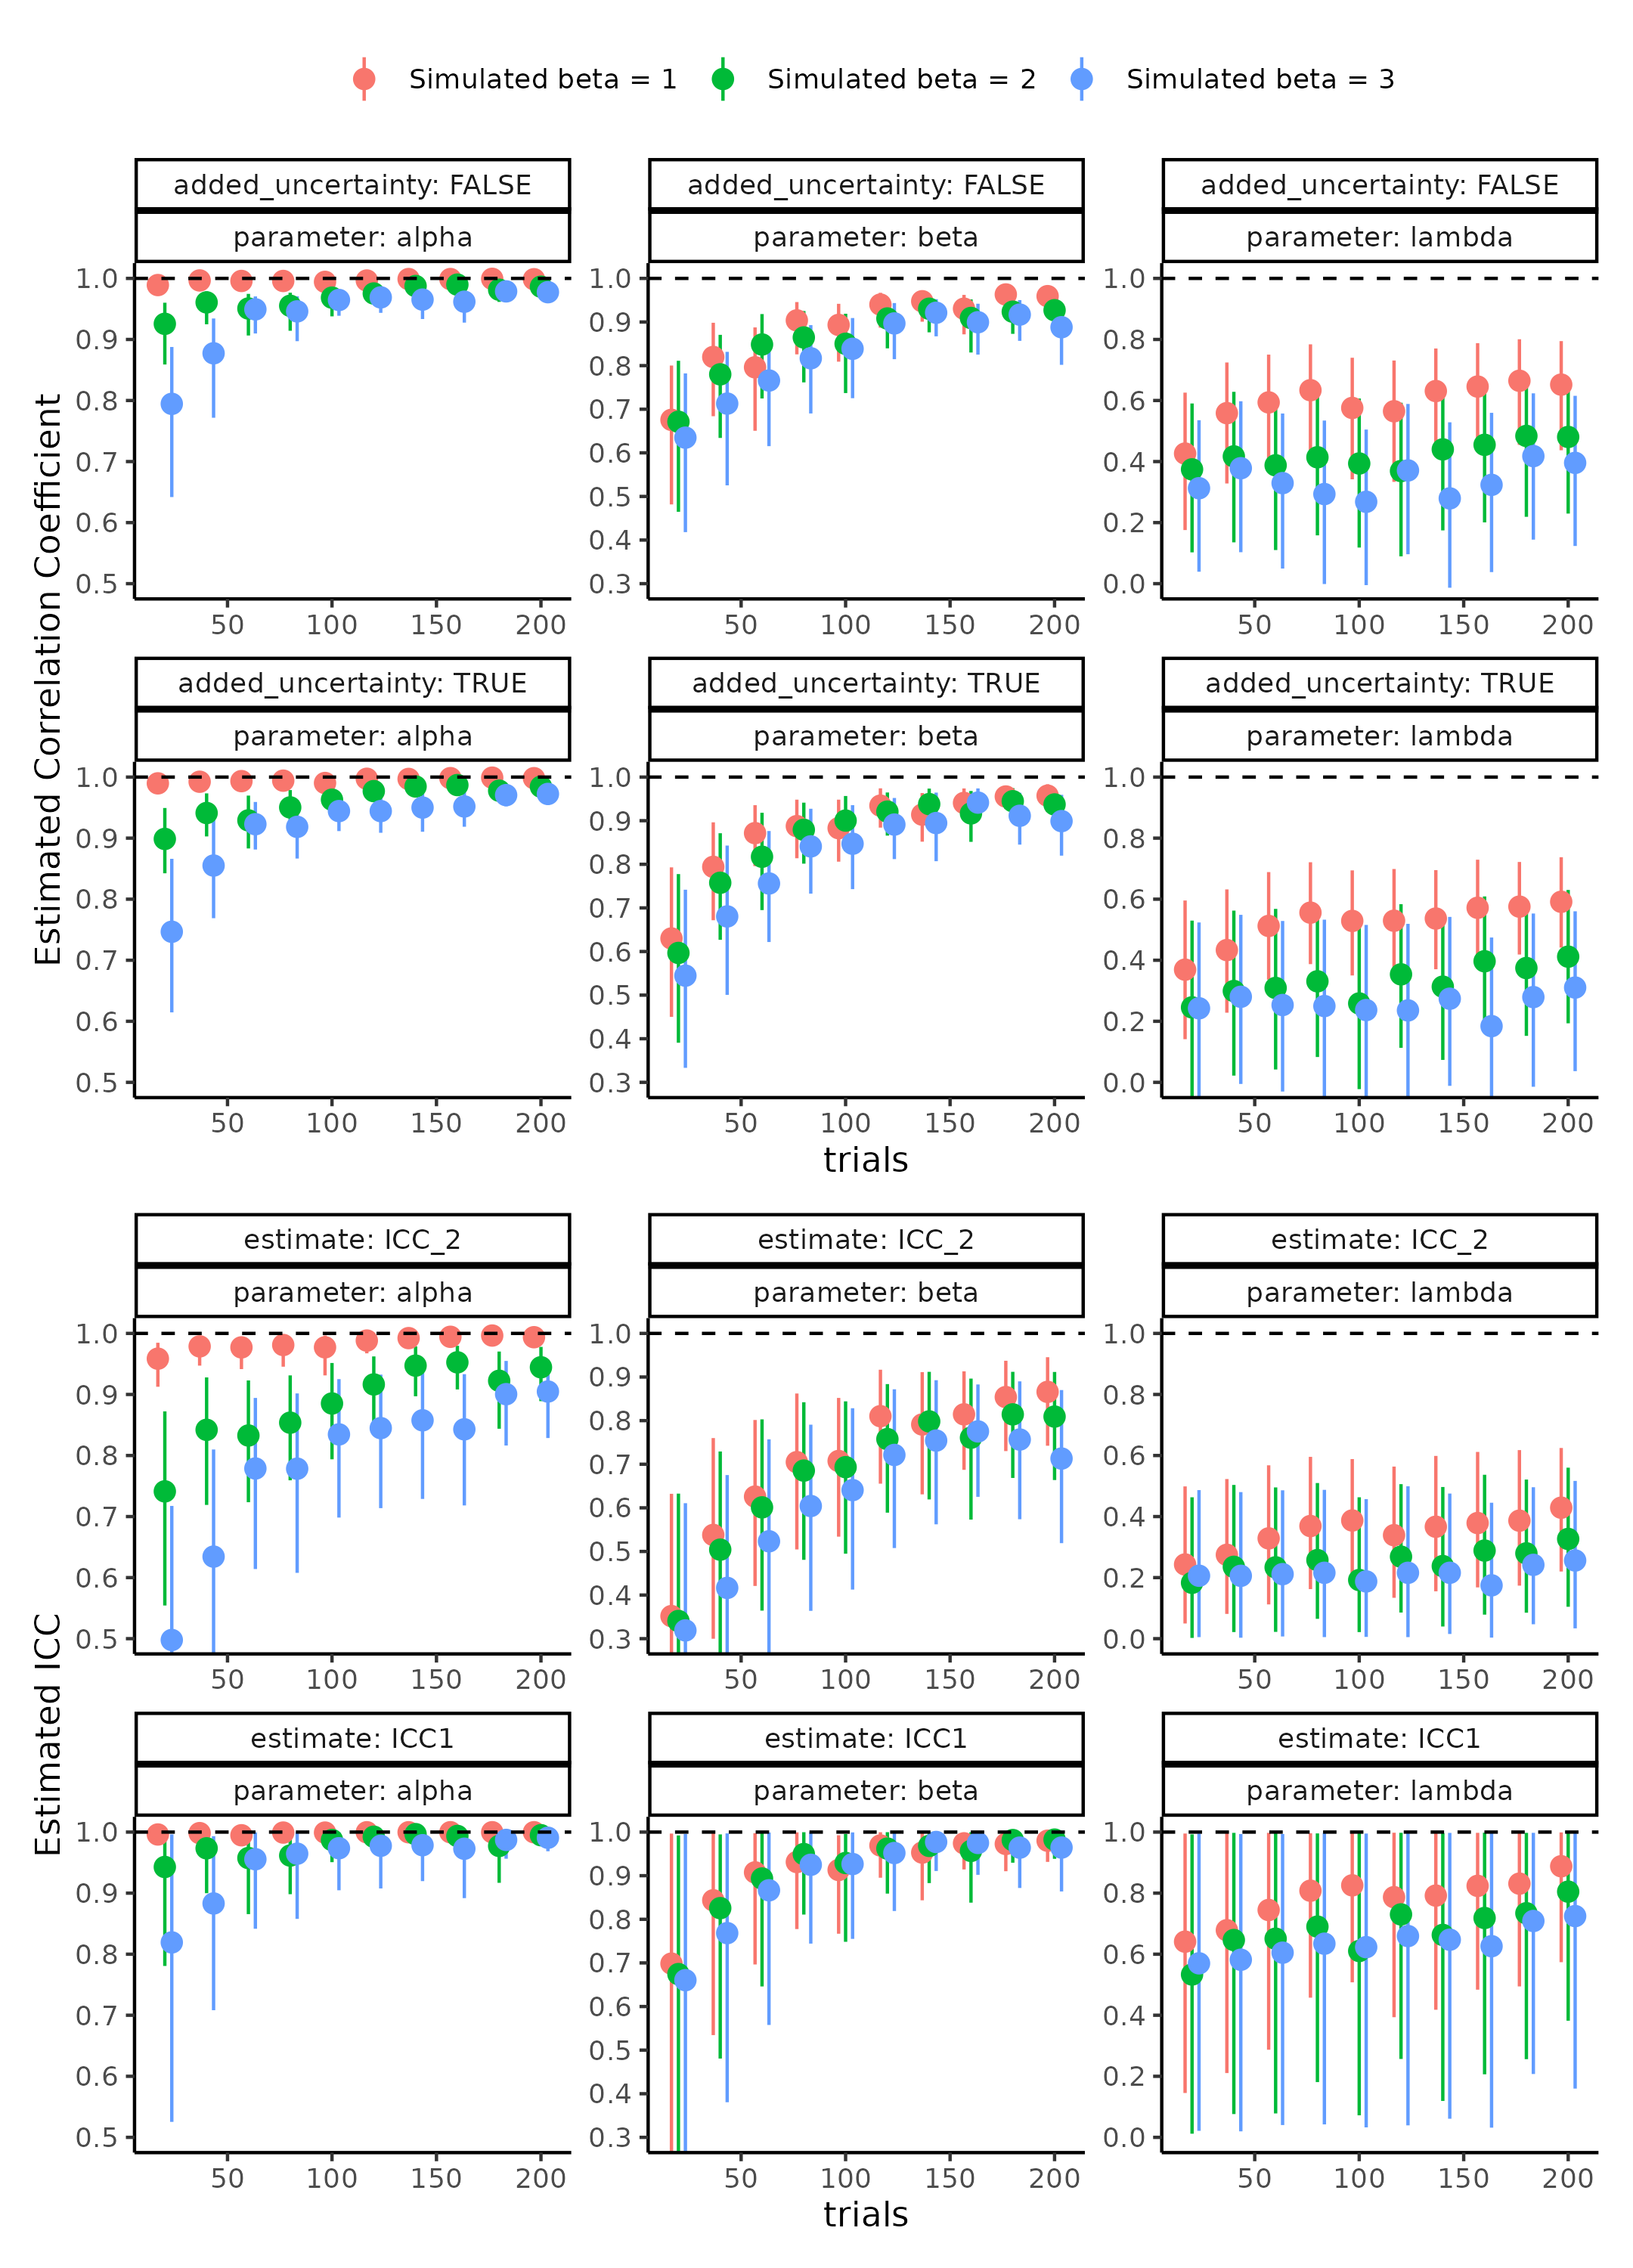 Simulated beta = 1 Simulated beta = 2 Simulated beta = 3
added_uncertainty: FALSE added_uncertainty: FALSE added_uncertainty: FALSE
parameter: alpha parameter: beta parameter: lambda
1.0 0.9 0.8 0.7 0.6 0.5
1.0 0.9 0.8 0.7 0.6 0.5 0.4 0.3
1.0 0.8 0.6 0.4 0.2 0.0
50 100 150 200 50 100 150 200 50 100 150 200
Estimated Correlation Coefficient
added_uncertainty: TRUE added_uncertainty: TRUE added_uncertainty: TRUE
parameter: alpha parameter: beta parameter: lambda
1.0 0.9 0.8 0.7 0.6 0.5
1.0 0.9 0.8 0.7 0.6 0.5 0.4 0.3
1.0 0.8 0.6 0.4 0.2 0.0
50 100 150 200 50 100 150 200 50 100 150 200
trials
estimate: ICC_2 estimate: ICC_2 estimate: ICC_2
parameter: alpha parameter: beta parameter: lambda
1.0 0.9 0.8 0.7 0.6 0.5
1.0 0.9 0.8 0.7 0.6 0.5 0.4 0.3
1.0 0.8 0.6 0.4 0.2 0.0
50 100 150 200 50 100 150 200 50 100 150 200
Estimated ICC
estimate: ICC1 estimate: ICC1 estimate: ICC1
parameter: alpha parameter: beta parameter: lambda
1.0 0.9 0.8 0.7 0.6 0.5
1.0 0.9 0.8 0.7 0.6 0.5 0.4 0.3
1.0 0.8 0.6 0.4 0.2 0.0
50 100 150 200 50 100 150 200 50 100 150 200
trials